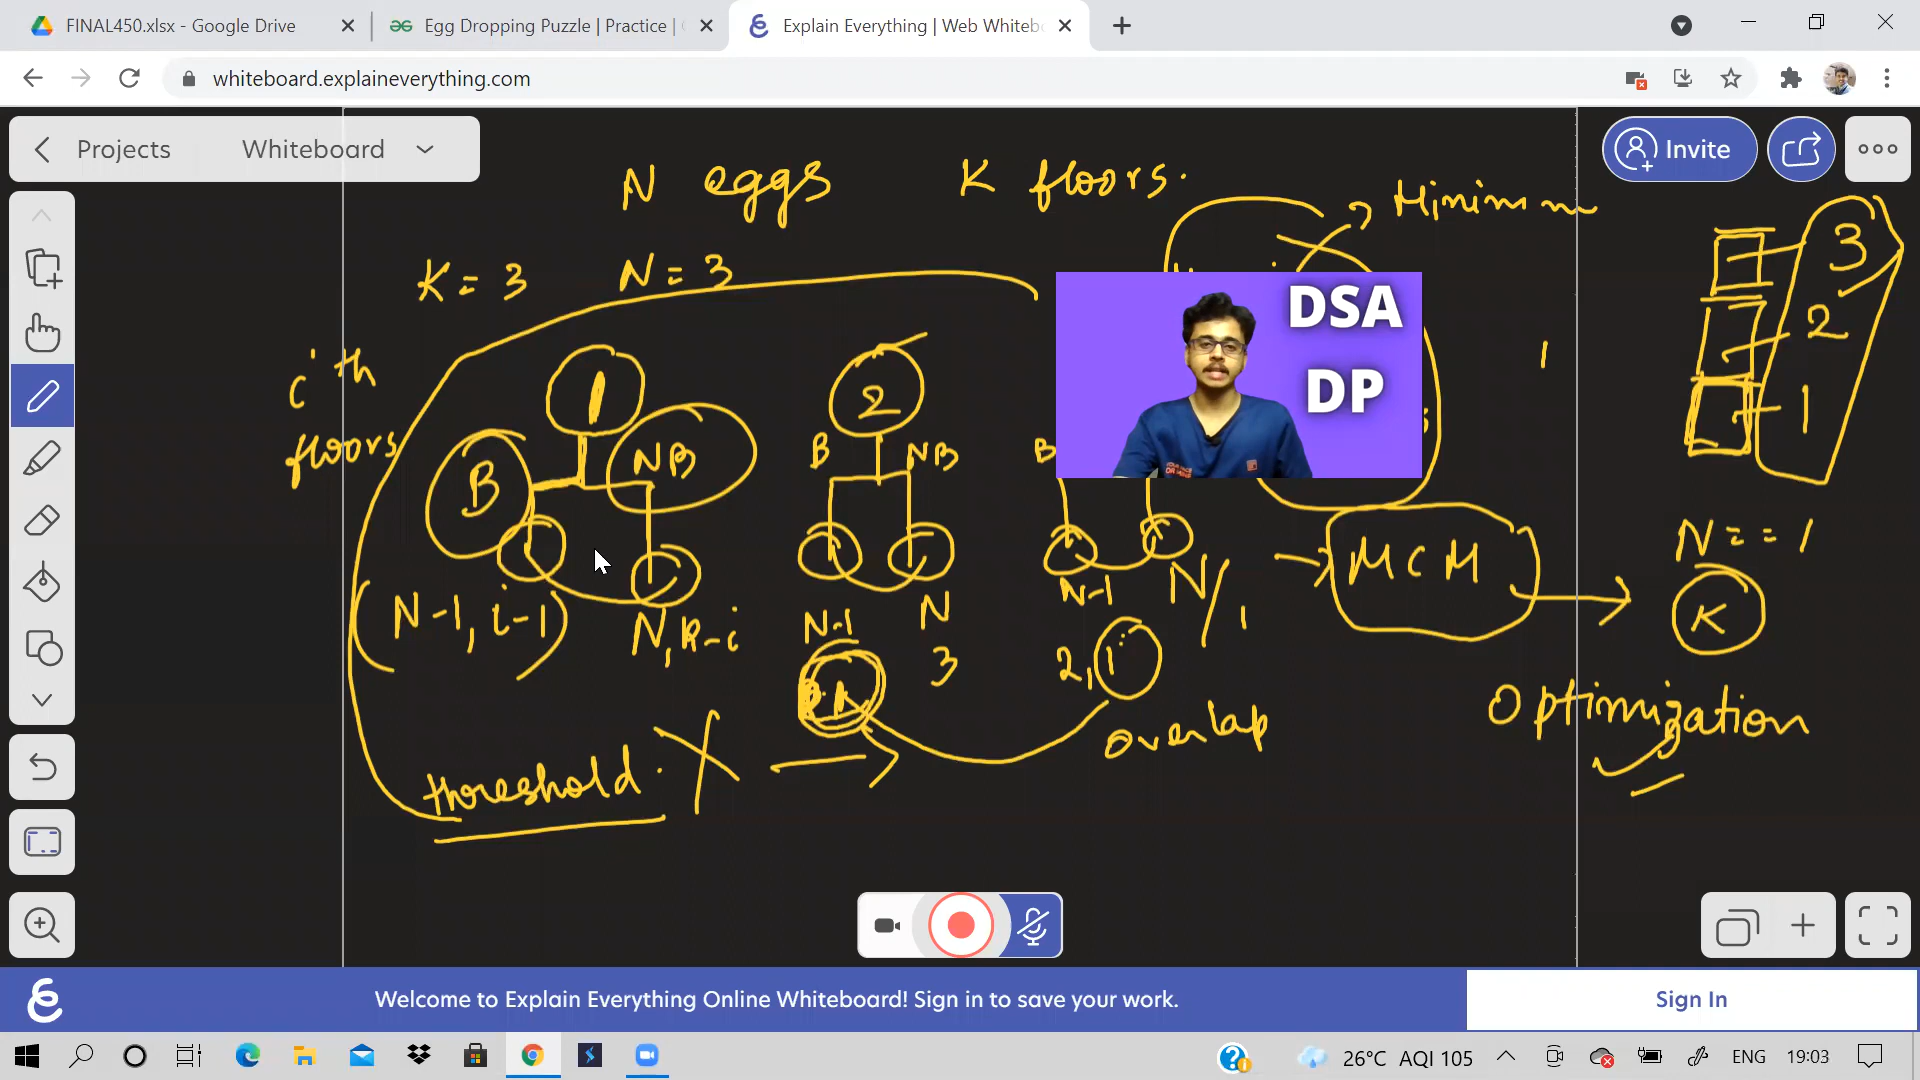 FINAL450.xlsx - Google Drive
Egg Dropping Puzzle | Practice |
Explain Everything | Web Whiteb
whiteboard.explaineverything.com
Projects
Whiteboard
Invite
N eggs K floors.
Minimum
K = 3 N = 3
3
2
1
DSA
DP
i th
floors
1
2
1
B NB
B NB
B
N-1, i-1
N, K-i
N-1 N
3
N-1 N
2, 1
1
MCM
N = = 1
K
Optimization
Overlap
threshold.
Welcome to Explain Everything Online Whiteboard! Sign in to save your work.
Sign In
26°C AQI 105
ENG
19:03